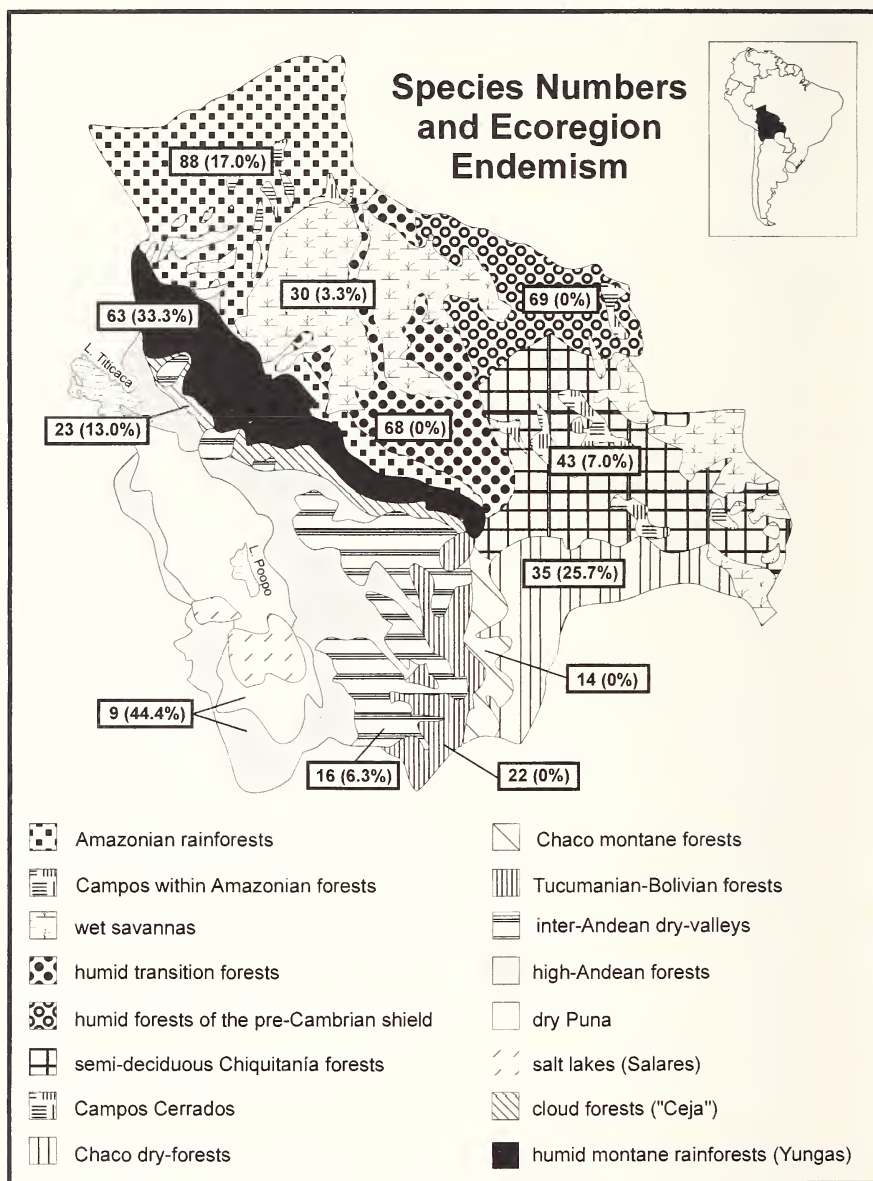 Species Numbers
and Ecoregion
Endemism
88 (17.0%)
30 (3.3%)
69 (0%)
63 (33.3%)
L. Titicaca
23 (13.0%)
68 (0%)
43 (7.0%)
L. Poopo
35 (25.7%)
14 (0%)
9 (44.4%)
16 (6.3%)
22 (0%)
Amazonian rainforests
Campos within Amazonian forests
wet savannas
humid transition forests
humid forests of the pre-Cambrian shield
semi-deciduous Chiquitanía forests
Campos Cerrados
Chaco dry-forests
Chaco montane forests
Tucumanian-Bolivian forests
inter-Andean dry-valleys
high-Andean forests
dry Puna
salt lakes (Salares)
cloud forests ("Ceja")
humid montane rainforests (Yungas)